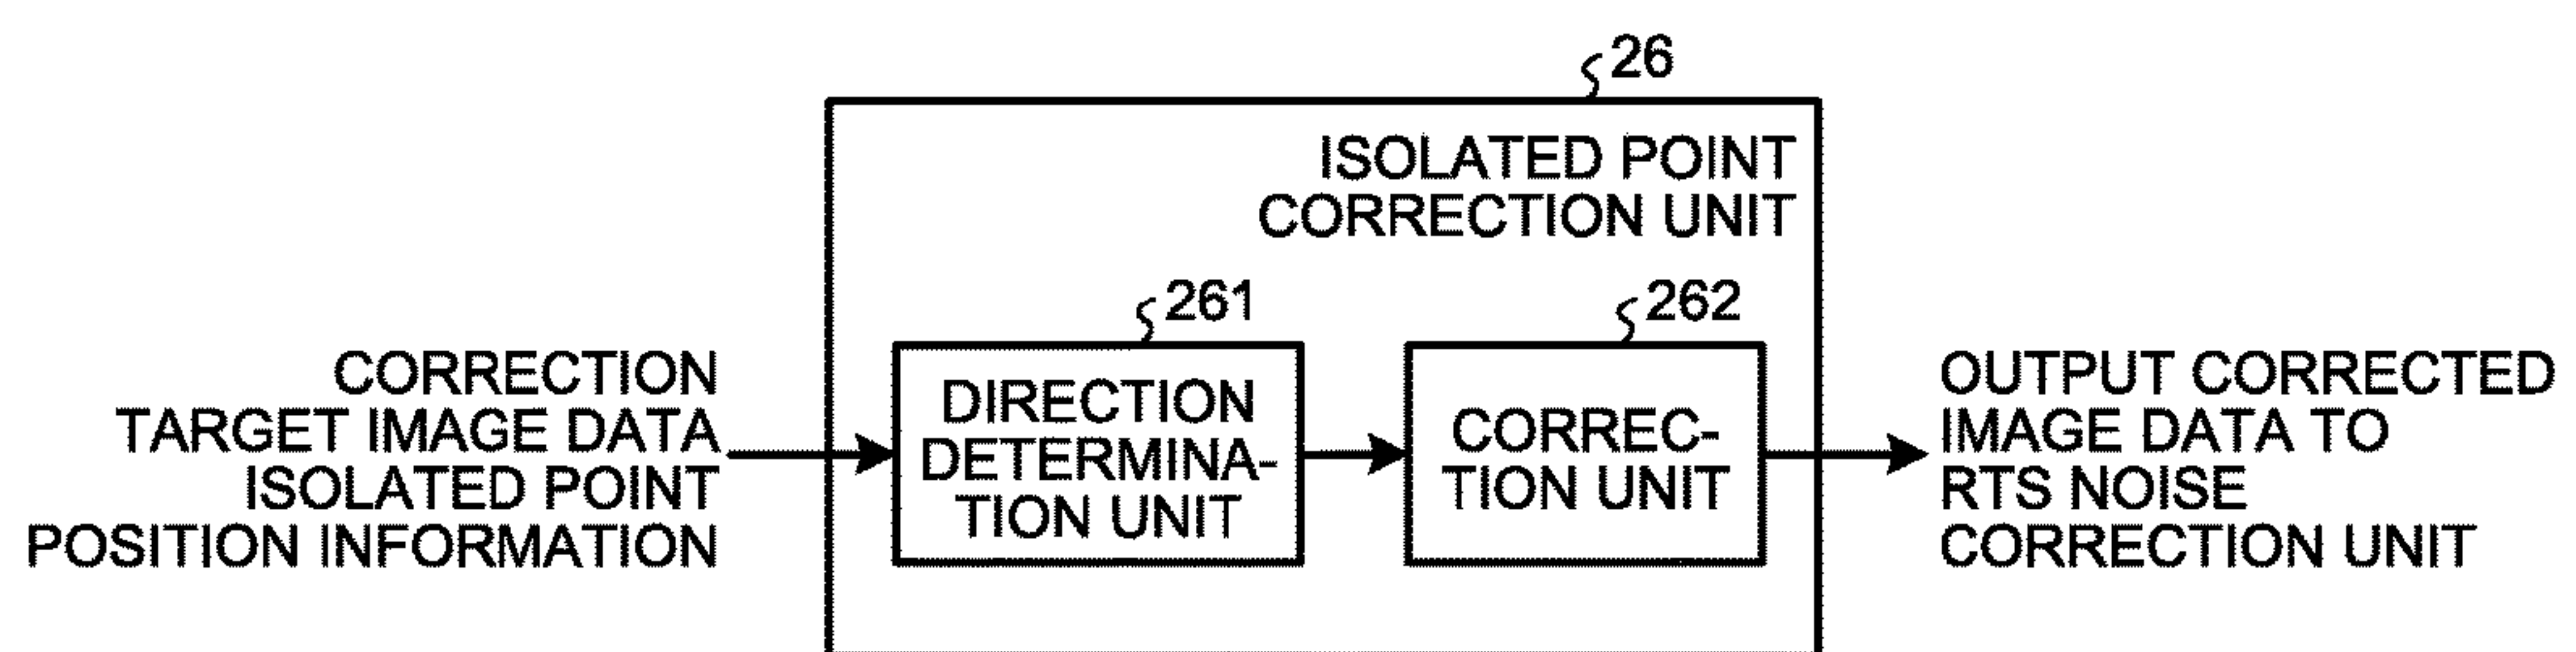 26
ISOLATED POINT
CORRECTION UNIT
261
262
CORRECTION
TARGET IMAGE DATA
ISOLATED POINT
POSITION INFORMATION
DIRECTION
DETERMINA-
TION UNIT
CORREC-
TION UNIT
OUTPUT CORRECTED
IMAGE DATA TO
RTS NOISE
CORRECTION UNIT